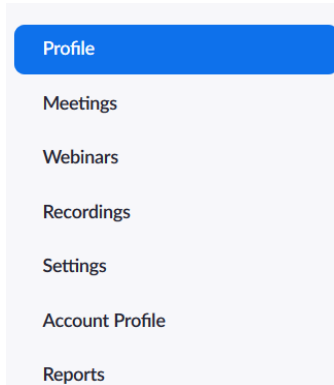 Profile
Meetings
Webinars
Recordings
Settings
Account Profile
Reports